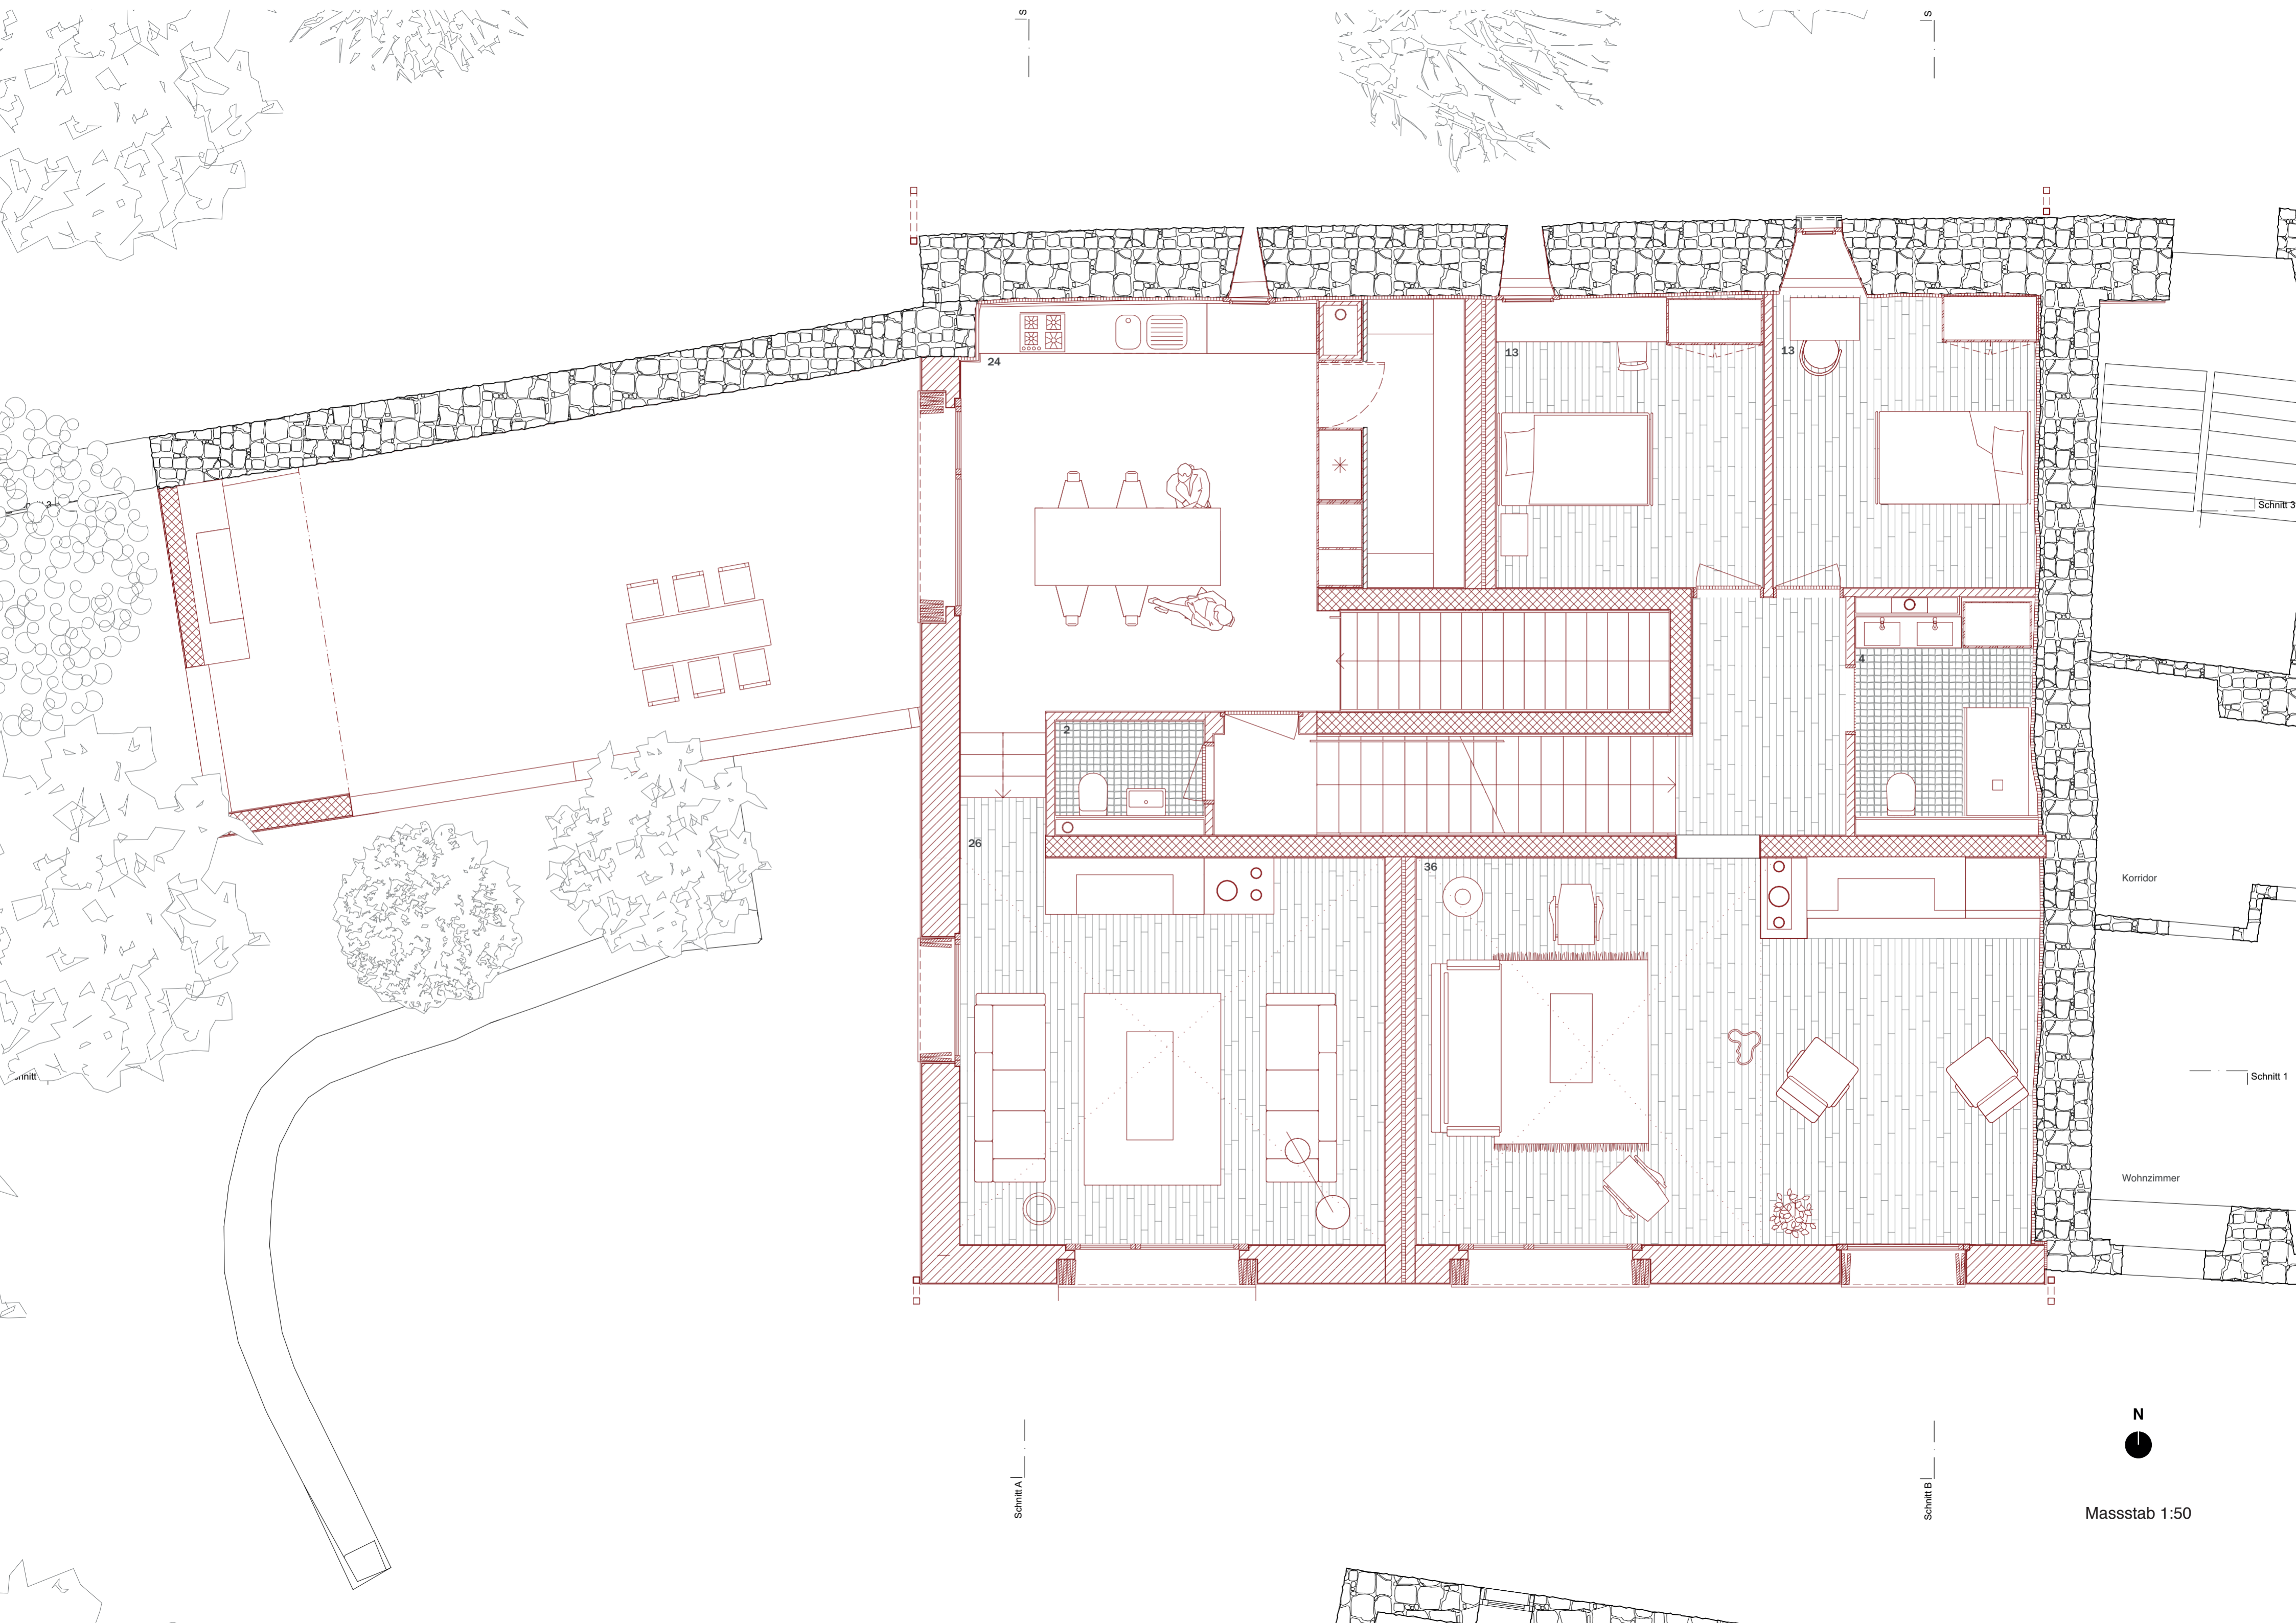 S
S
24
13
13
Schnitt 3
4
2
26
36
Korridor
Schnitt 1
Wohnzimmer
N
Schnitt A
Schnitt B
Massstab 1:50